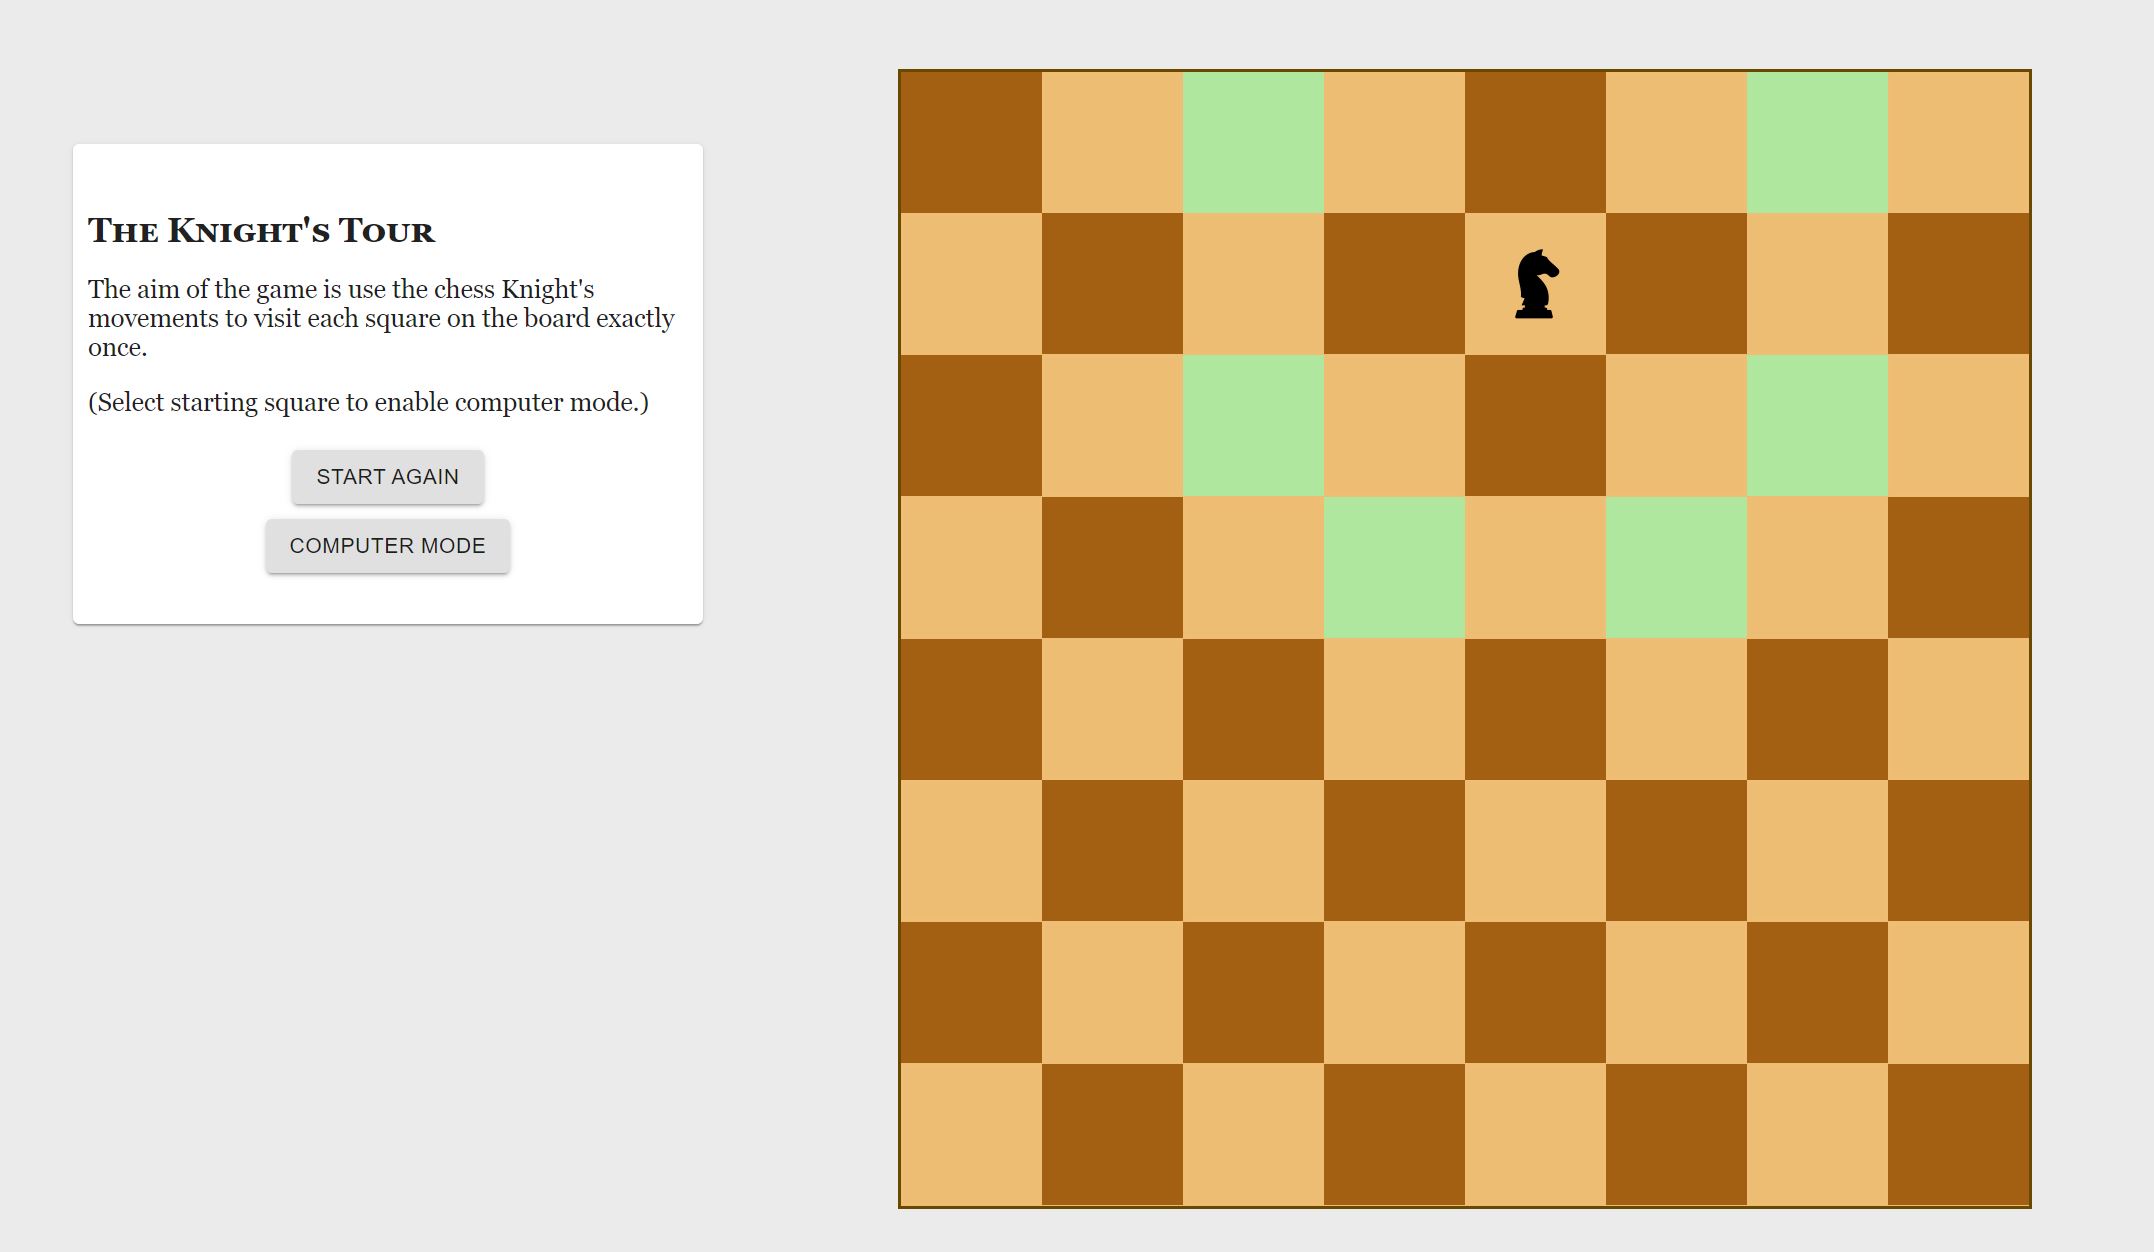 The Knight's Tour
The aim of the game is use the chess Knight's
movements to visit each square on the board exactly
once.
(Select starting square to enable computer mode.)
START AGAIN
COMPUTER MODE